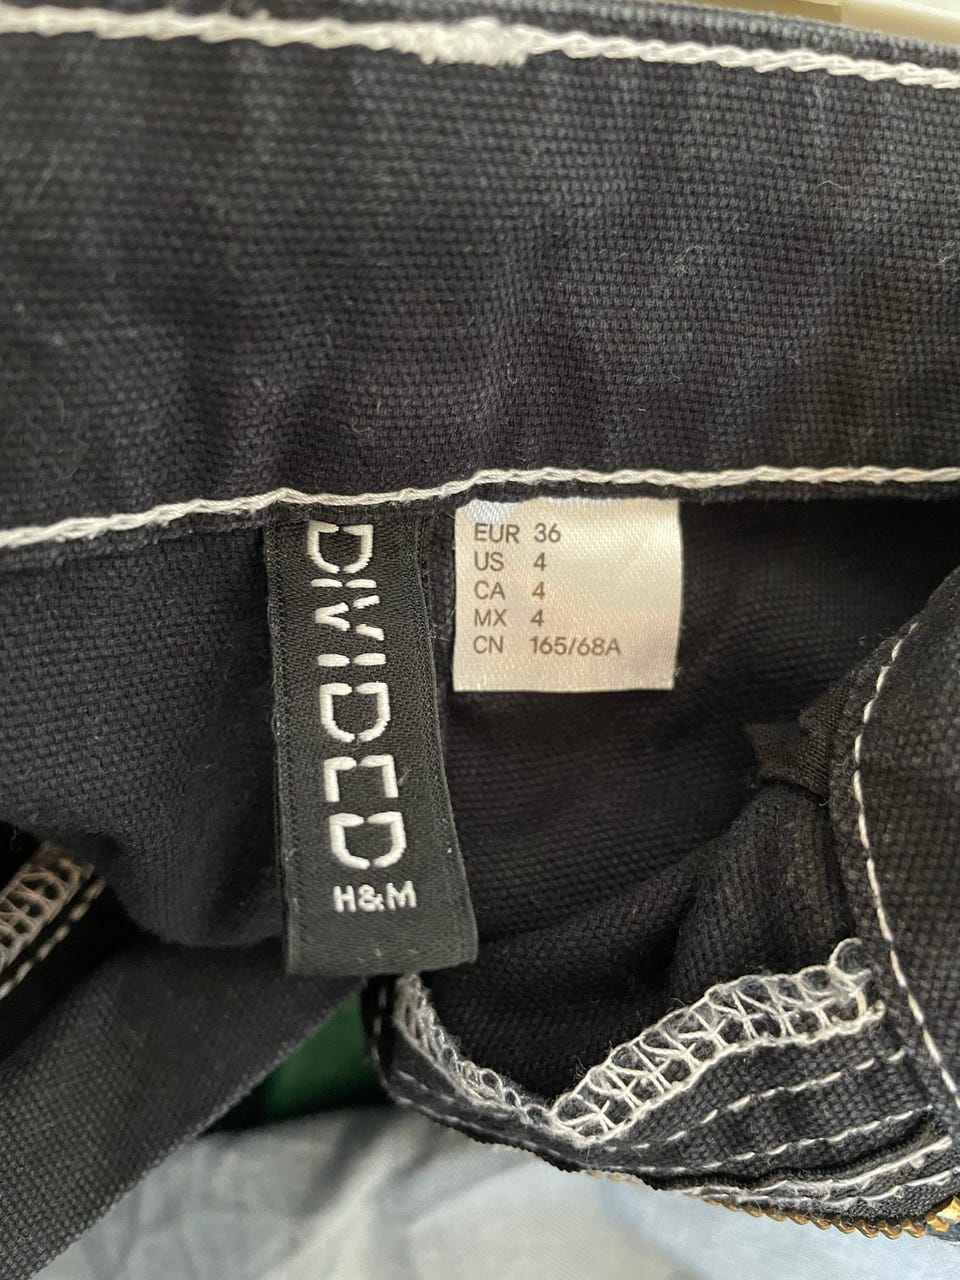 DIVIDED
H&M
EUR 36
US 4
CA 4
MX 4
CN 165/68A